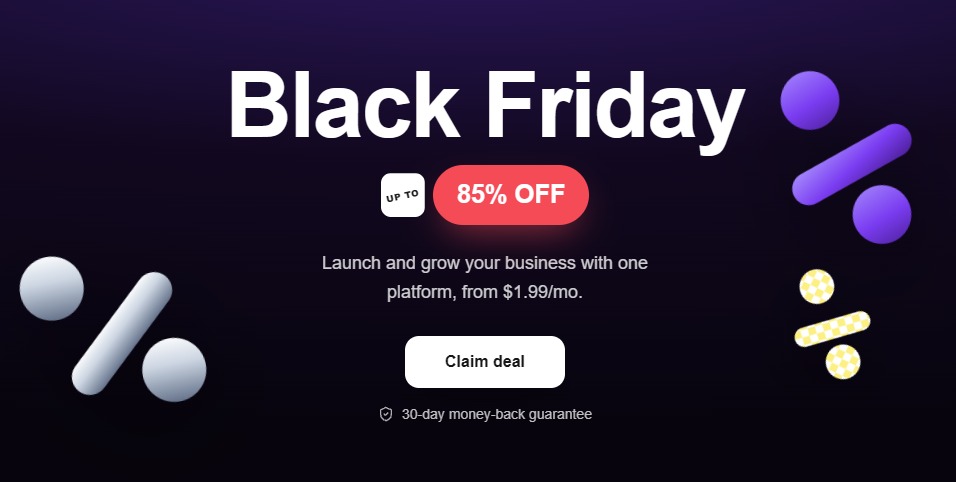 Black Friday
UP TO 85% OFF
Launch and grow your business with one
platform, from $1.99/mo.
Claim deal
30-day money-back guarantee